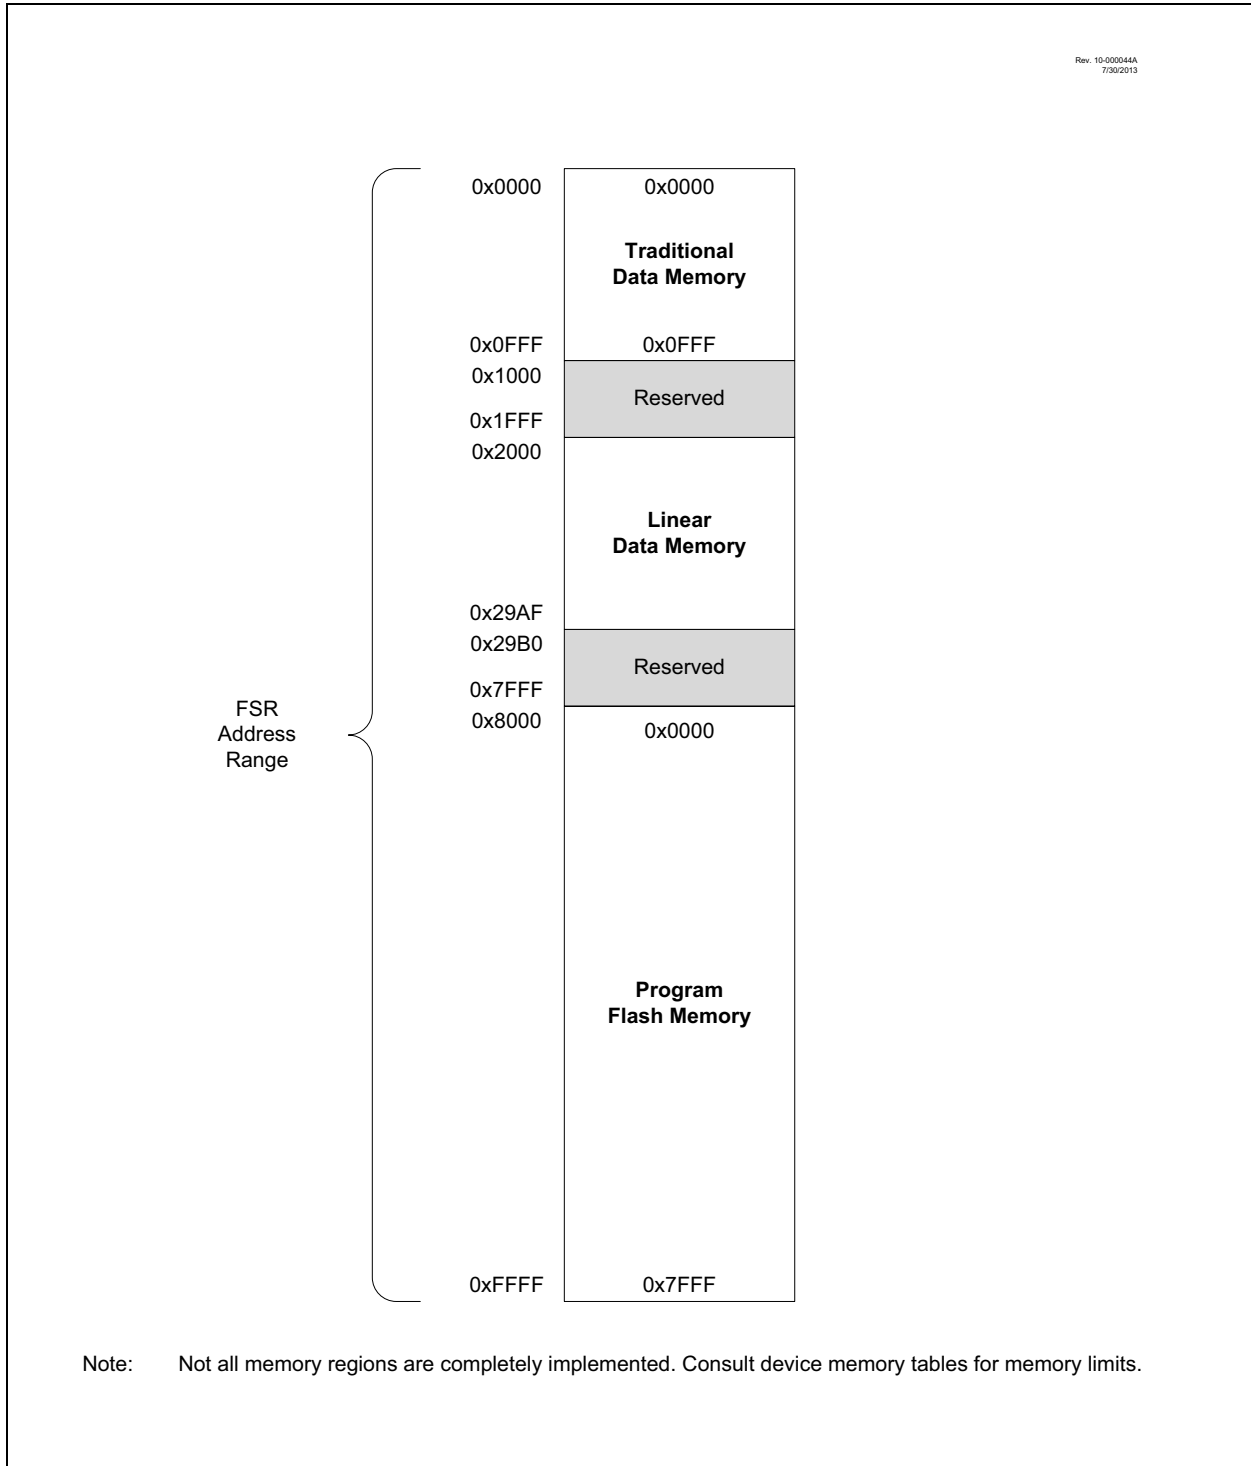 Rev. 10-000044A
7/30/2013
0x0000 0x0000
Traditional
Data Memory
0x0FFF 0x0FFF
0x1000
Reserved
0x1FFF
0x2000
Linear
Data Memory
0x29AF
0x29B0
Reserved
0x7FFF
FSR
Address
Range
0x8000 0x0000
Program
Flash Memory
0xFFFF 0x7FFF
Note: Not all memory regions are completely implemented. Consult device memory tables for memory limits.